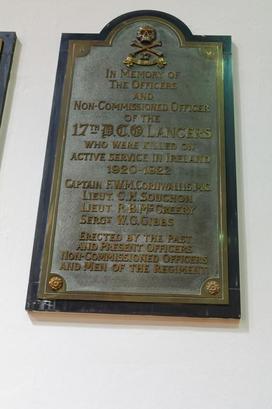 In Memory of
The Officers
and
Non-Commissioned Officer
of the
17th D.C.O. Lancers
who were killed on
active service in Ireland
1920-1922
Captain F.W.M. Cornwallis, M.C.
Lieut. C.H. Souchon
Lieut. R.B. McCreery
Sergt W.C. Gibbs
Erected by the Past
and Present Officers
Non-Commissioned Officers
and Men of the Regiment